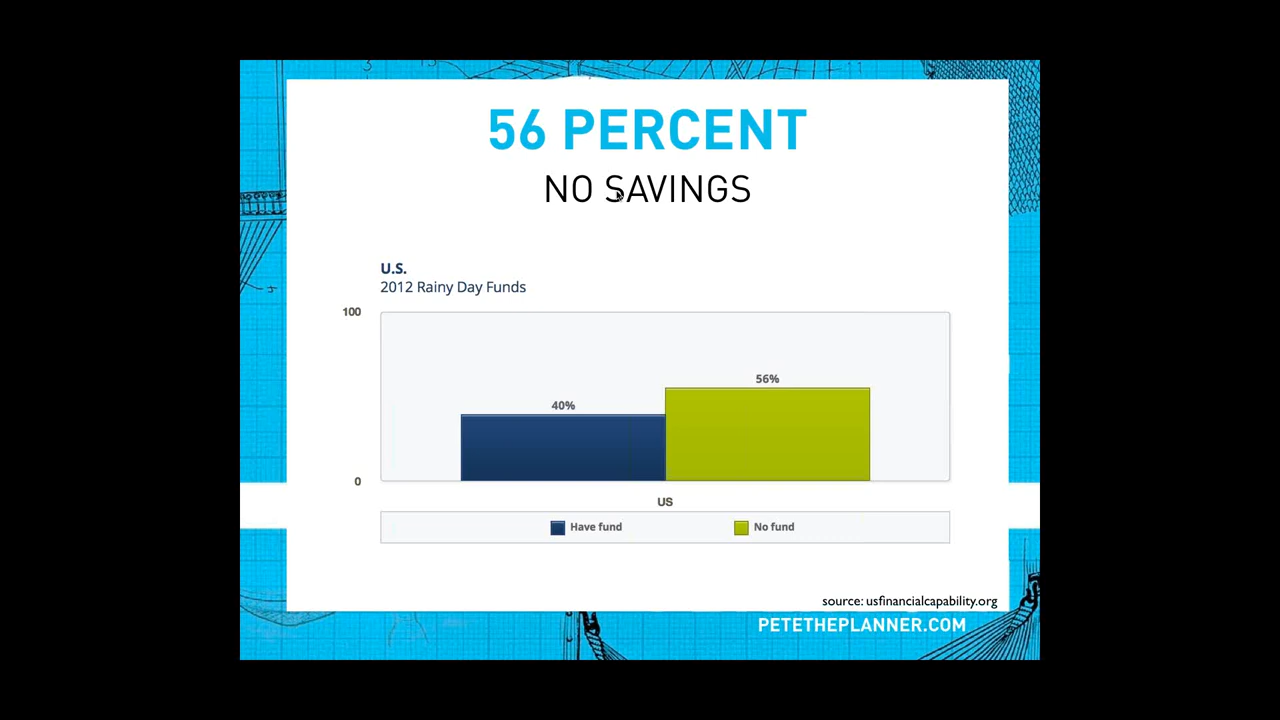 56 PERCENT
NO SAVINGS
U.S.
2012 Rainy Day Funds
100
56%
40%
0
US
Have fund
No fund
source: usfinancialcapability.org
PETETHEPLANNER.COM